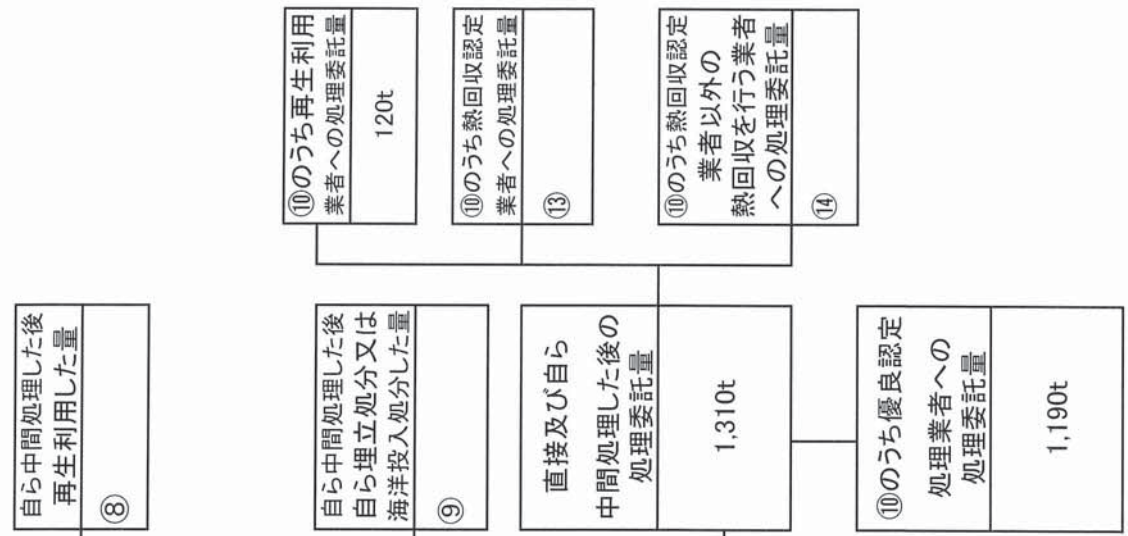 自ら中間処理した後
再生利用した量
⑧
自ら中間処理した後
自ら埋立処分又は
海洋投入処分した量
⑨
直接及び自ら
中間処理した後の
処理委託量
1,310t
⑩のうち優良認定
処理業者への
処理委託量
1,190t
⑩のうち再生利用
業者への処理委託量
120t
⑩のうち熱回収認定
業者への処理委託量
⑬
⑩のうち熱回収認定
業者以外の
熱回収を行う業者
への処理委託量
⑭